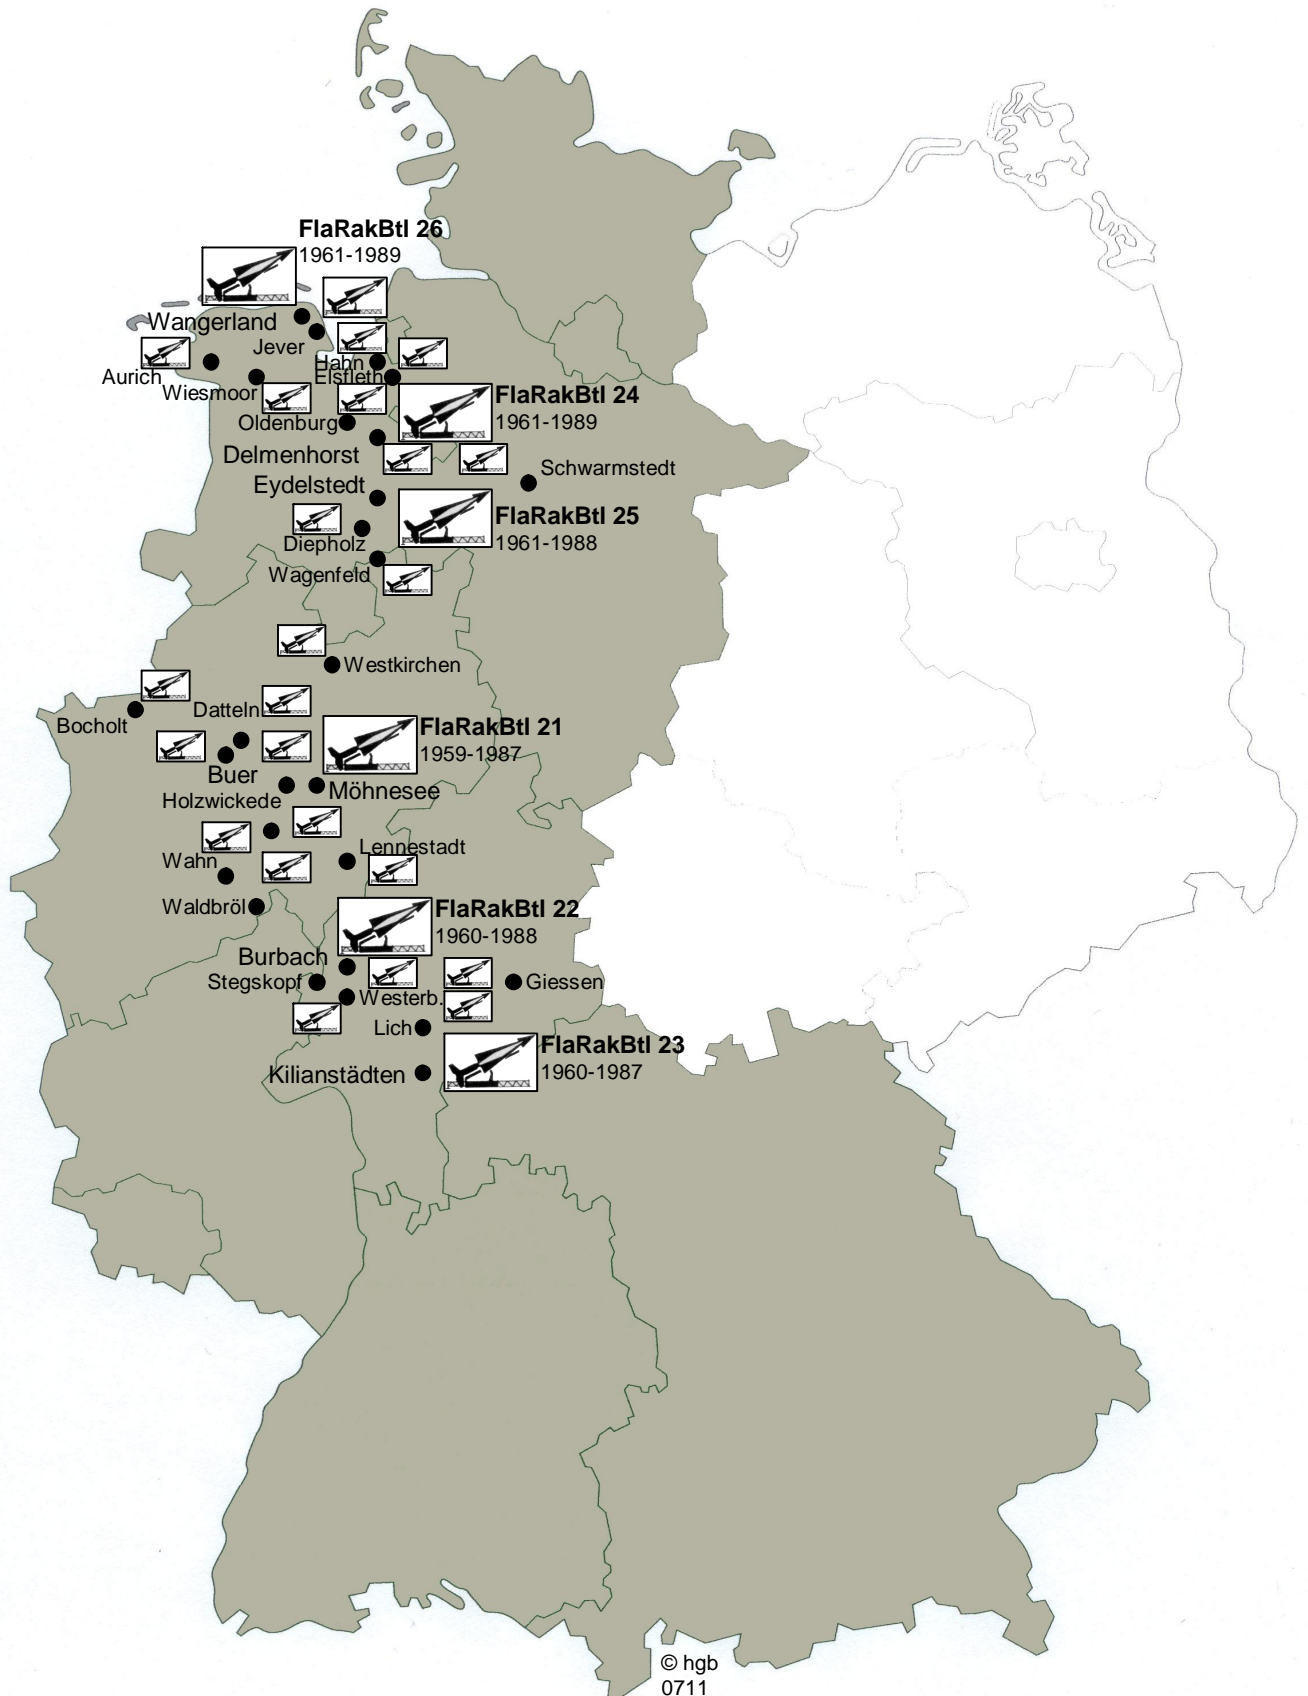 FlaRakBtl 26
1961-1989
Wangerland
Jever
Hahn
Aurich
Elsfleth
Wiesmoor
FlaRakBtl 24
1961-1989
Oldenburg
Delmenhorst
Schwarmstedt
Eydelstedt
FlaRakBtl 25
1961-1988
Diepholz
Wagenfeld
Westkirchen
Datteln
Bocholt
FlaRakBtl 21
1959-1987
Buer
Möhnesee
Holzwickede
Lennestadt
Wahn
Waldbröl
FlaRakBtl 22
1960-1988
Burbach
Stegskopf
Giessen
Westerb.
Lich
FlaRakBtl 23
1960-1987
Kilianstädten
© hgb
0711